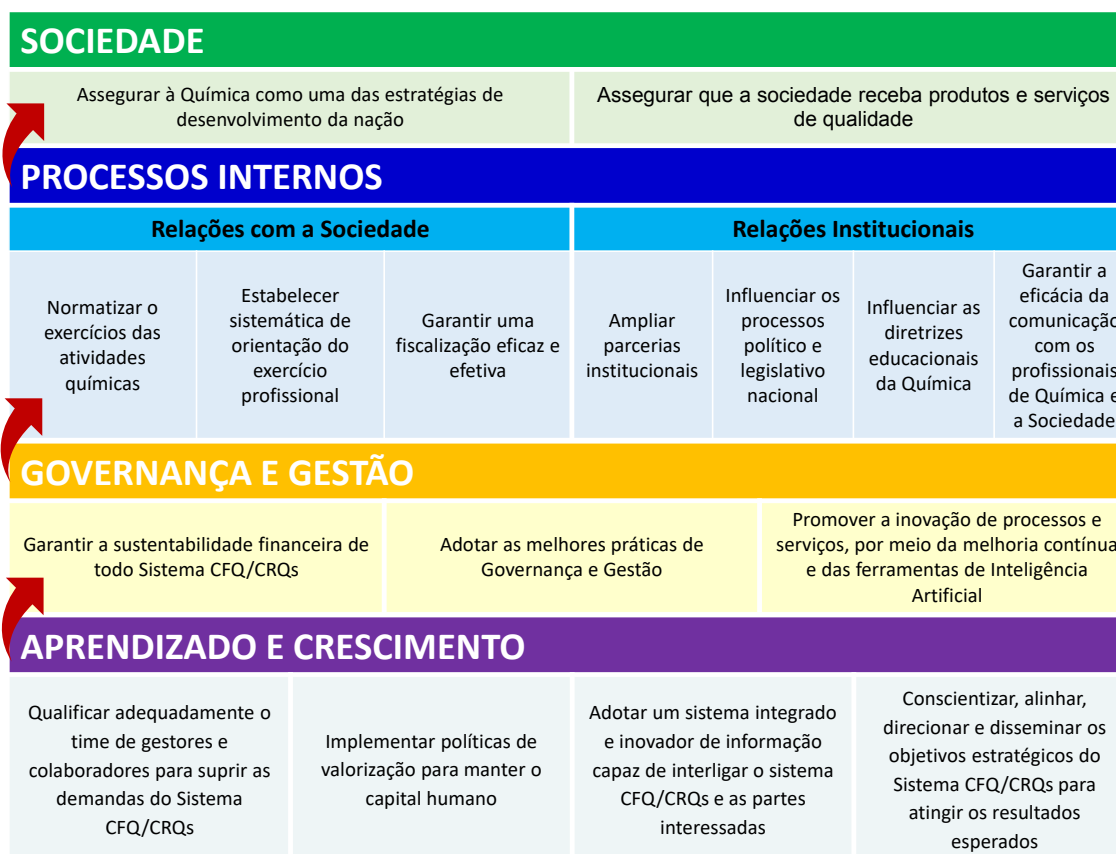 SOCIEDADE
Assegurar à Química como uma das estratégias de
desenvolvimento da nação
Assegurar que a sociedade receba produtos e serviços
de qualidade
PROCESSOS INTERNOS
Relações com a Sociedade
Relações Institucionais
Normatizar o
exercícios das
atividades
químicas
Estabelecer
sistemática de
orientação do
exercício
profissional
Garantir uma
fiscalização eficaz e
efetiva
Ampliar
parcerias
institucionais
Influenciar os
processos
político e
legislativo
nacional
Influenciar as
diretrizes
educacionais
da Química
Garantir a
eficácia da
comunicação
com os
profissionais
de Química e
a Sociedade
GOVERNANÇA E GESTÃO
Garantir a sustentabilidade financeira de
todo Sistema CFQ/CRQs
Adotar as melhores práticas de
Governança e Gestão
Promover a inovação de processos e
serviços, por meio da melhoria contínua
e das ferramentas de Inteligência
Artificial
APRENDIZADO E CRESCIMENTO
Qualificar adequadamente o
time de gestores e
colaboradores para suprir as
demandas do Sistema
CFQ/CRQs
Implementar políticas de
valorização para manter o
capital humano
Adotar um sistema integrado
e inovador de informação
capaz de interligar o sistema
CFQ/CRQs e as partes
interessadas
Conscientizar, alinhar,
direcionar e disseminar os
objetivos estratégicos do
Sistema CFQ/CRQs para
atingir os resultados
esperados